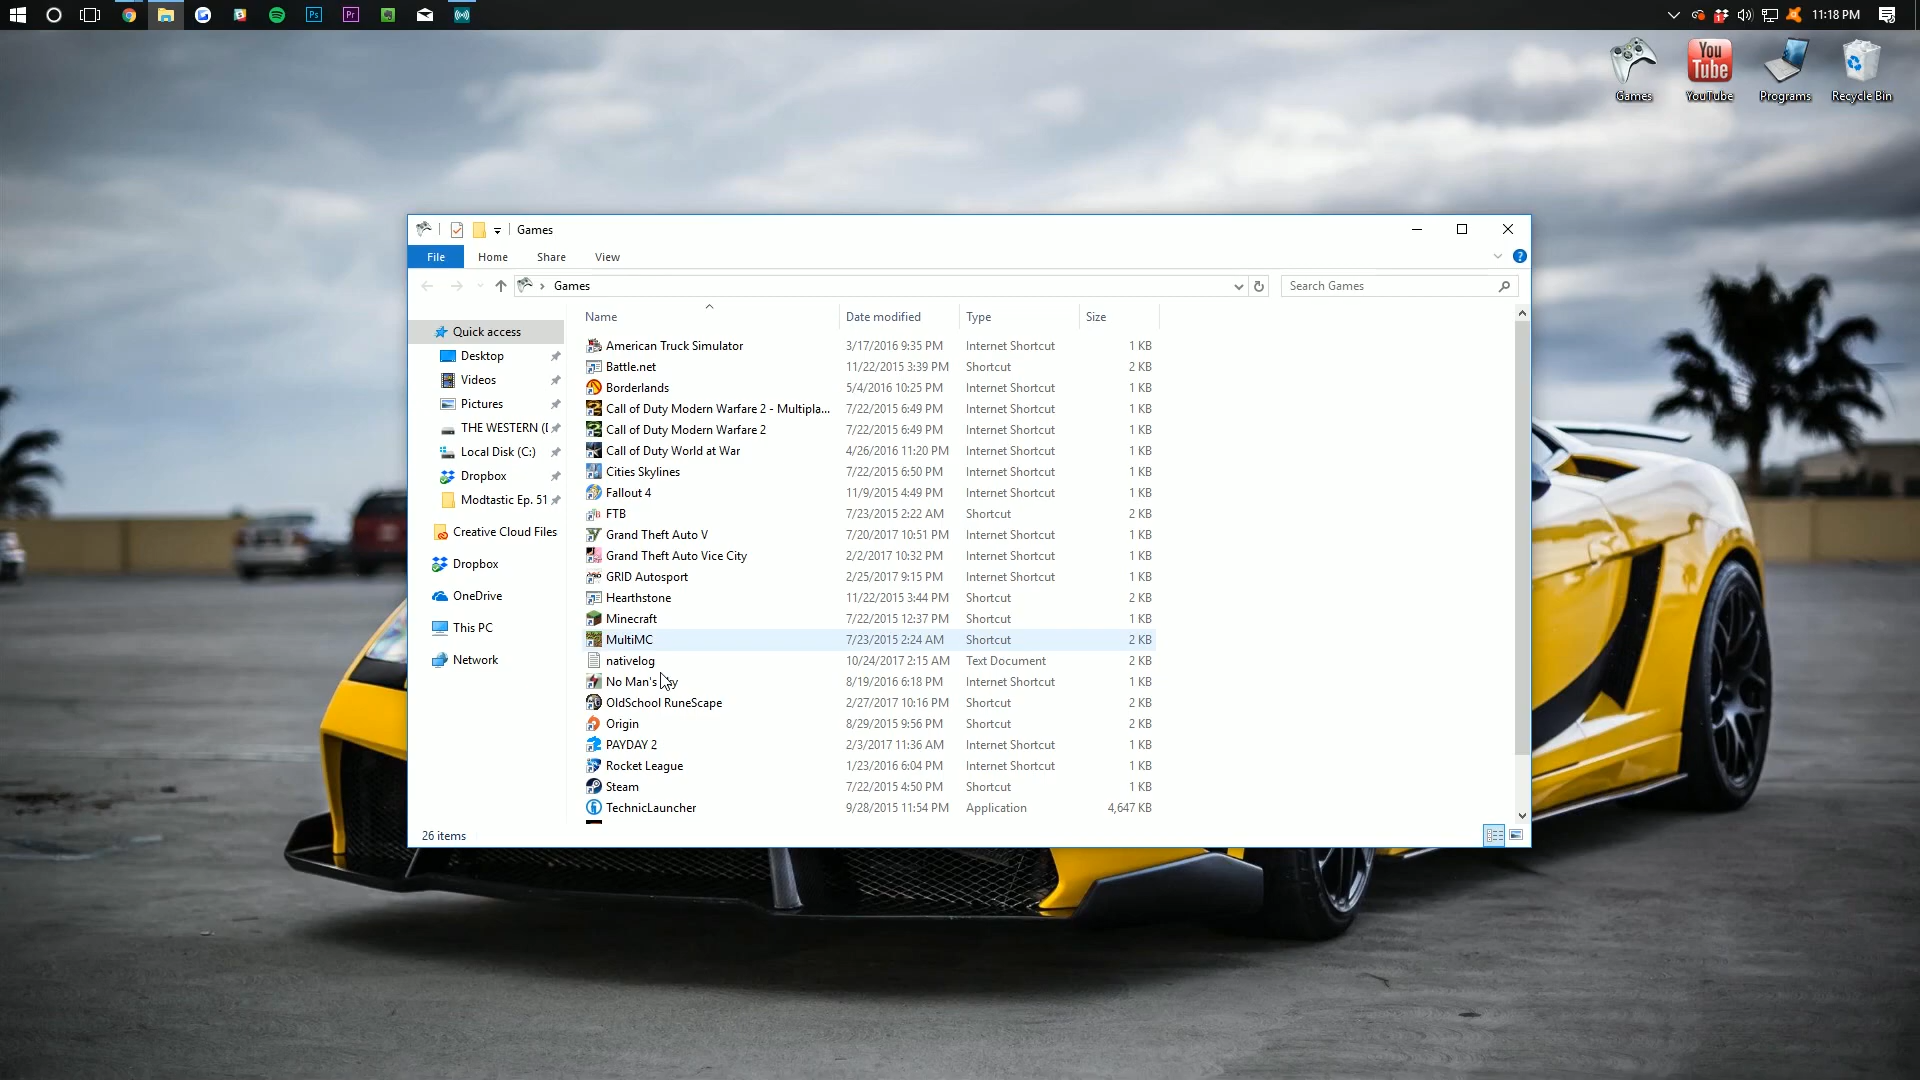 Ps
Pr
1
11:18 PM
Games
You
Tube
YouTube
Programs
Recycle Bin
Games
File
Home
Share
View
?
Games
Search Games
Name
Date modified
Type
Size
Quick access
Desktop
Videos
Pictures
THE WESTERN (
Local Disk (C:)
Dropbox
Modtastic Ep. 51
Creative Cloud Files
Dropbox
OneDrive
This PC
Network
American Truck Simulator 3/17/2016 9:35 PM Internet Shortcut 1 KB
Battle.net 11/22/2015 3:39 PM Shortcut 2 KB
Borderlands 5/4/2016 10:25 PM Internet Shortcut 1 KB
Call of Duty Modern Warfare 2 - Multipla... 7/22/2015 6:49 PM Internet Shortcut 1 KB
Call of Duty Modern Warfare 2 7/22/2015 6:49 PM Internet Shortcut 1 KB
Call of Duty World at War 4/26/2016 11:20 PM Internet Shortcut 1 KB
Cities Skylines 7/22/2015 6:50 PM Internet Shortcut 1 KB
Fallout 4 11/9/2015 4:49 PM Internet Shortcut 1 KB
FTB 7/23/2015 2:22 AM Shortcut 2 KB
Grand Theft Auto V 7/20/2017 10:51 PM Internet Shortcut 1 KB
Grand Theft Auto Vice City 2/2/2017 10:32 PM Internet Shortcut 1 KB
GRID Autosport 2/25/2017 9:15 PM Internet Shortcut 1 KB
Hearthstone 11/22/2015 3:44 PM Shortcut 2 KB
Minecraft 7/22/2015 12:37 PM Shortcut 1 KB
MultiMC 7/23/2015 2:24 AM Shortcut 2 KB
nativelog 10/24/2017 2:15 AM Text Document 2 KB
No Man's 8/19/2016 6:18 PM Internet Shortcut 1 KB
OldSchool RuneScape 2/27/2017 10:16 PM Shortcut 2 KB
Origin 8/29/2015 9:56 PM Shortcut 2 KB
PAYDAY 2 2/3/2017 11:36 AM Internet Shortcut 1 KB
Rocket League 1/23/2016 6:04 PM Internet Shortcut 1 KB
Steam 7/22/2015 4:50 PM Shortcut 1 KB
TechnicLauncher 9/28/2015 11:54 PM Application 4,647 KB
26 items